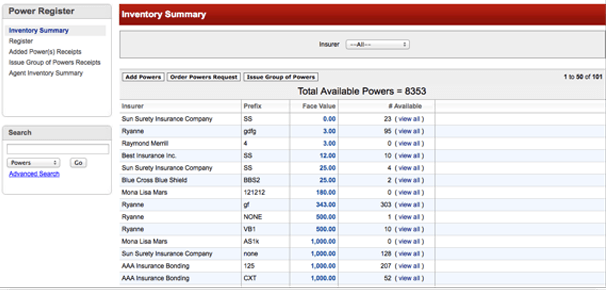 Power Register
Inventory Summary
Register
Added Power(s) Receipts
Issue Group of Powers Receipts
Agent Inventory Summary
Search
Powers
Go
Advanced Search
Inventory Summary
Insurer ---All---
Add Powers Order Powers Request Issue Group of Powers 1 to 50 of 101
Total Available Powers = 8353
Insurer Prefix Face Value # Available
Sun Surety Insurance Company SS 0.00 23 ( view all )
Ryanne gdfg 3.00 95 ( view all )
Raymond Merrill 4 3.00 0 ( view all )
Best Insurance Inc. SS 12.00 10 ( view all )
Sun Surety Insurance Company SS 25.00 4 ( view all )
Blue Cross Blue Shield BBS2 25.00 2 ( view all )
Mona Lisa Mars 121212 180.00 0 ( view all )
Ryanne gf 343.00 303 ( view all )
Ryanne NONE 500.00 1 ( view all )
Ryanne VB1 500.00 10 ( view all )
Mona Lisa Mars AS1k 1,000.00 0 ( view all )
Sun Surety Insurance Company none 1,000.00 128 ( view all )
AAA Insurance Bonding 125 1,000.00 207 ( view all )
AAA Insurance Bonding CXT 1,000.00 52 ( view all )